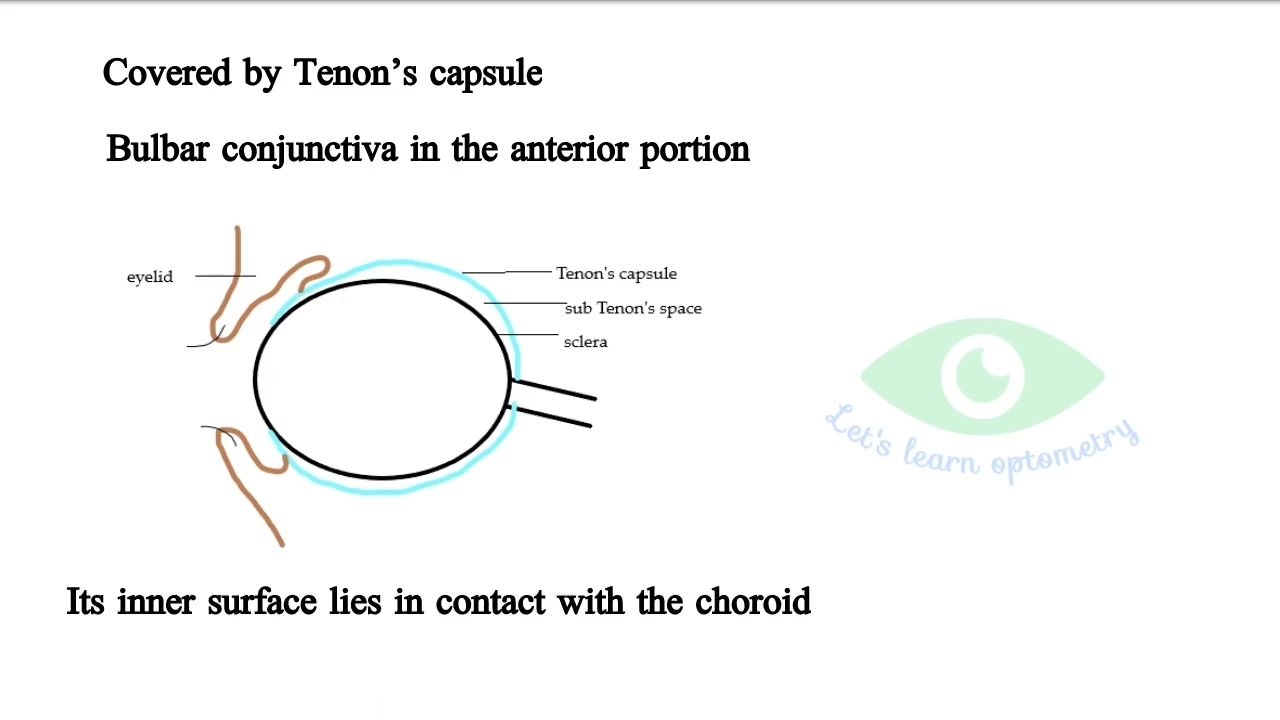 Covered by Tenon’s capsule
Bulbar conjunctiva in the anterior portion
eyelid
Tenon's capsule
sub Tenon's space
sclera
Let's learn optometry
Its inner surface lies in contact with the choroid